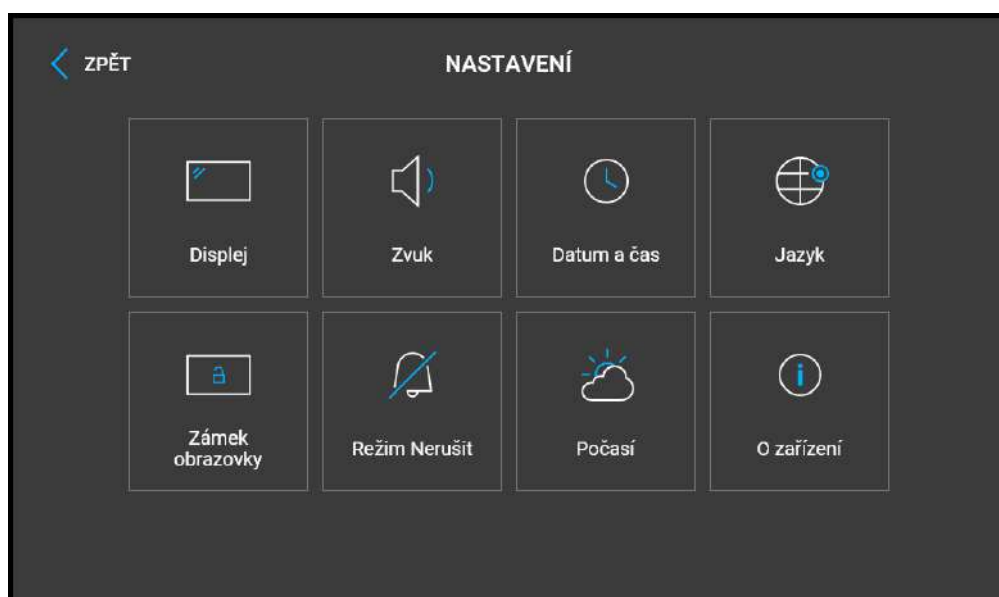 ZPĚT
NASTAVENÍ
Displej
Zvuk
Datum a čas
Jazyk
Zámek
obrazovky
Režim Nerušit
Počasí
O zařízení